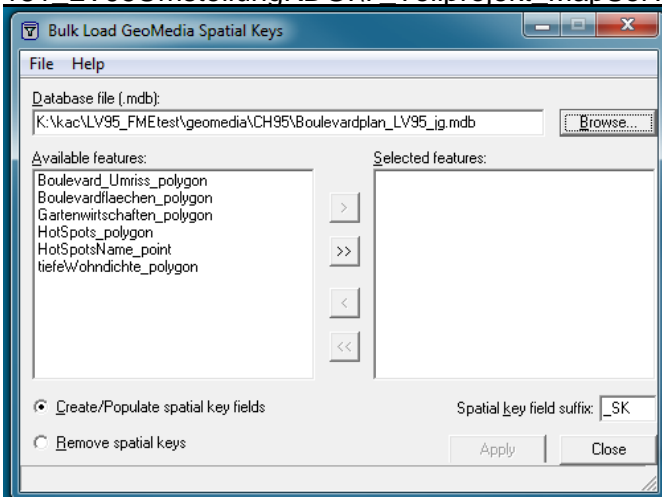 Bulk Load GeoMedia Spatial Keys
File Help
Database file (.mdb):
K:\kac\LV95_FMEtest\geomedia\CH95\Boulevardplan_LV95_jg.mdb
Browse...
Available features:
Selected features:
Boulevard_Umriss_polygon
Boulevardflaechen_polygon
Gartenwirtschaften_polygon
HotSpots_polygon
HotSpotsName_point
tiefeWohndichte_polygon
>
>>
<
<<
Create/Populate spatial key fields
Spatial key field suffix: _SK
Remove spatial keys
Apply
Close